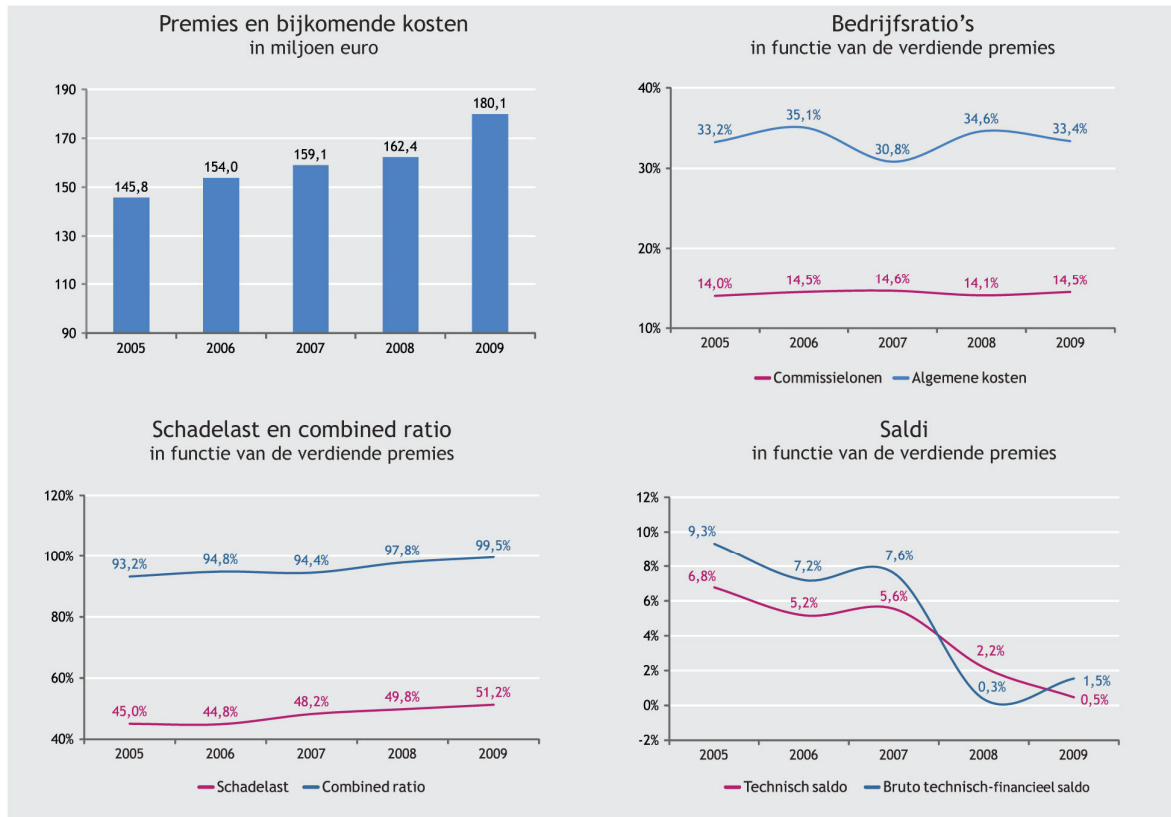 Premies en bijkomende kosten
in miljoen euro
190
170
150
130
110
90
145,8
154,0
159,1
162,4
180,1
2005 2006 2007 2008 2009
Bedrijfsratio's
in functie van de verdiende premies
40%
30%
20%
10%
33,2% 35,1% 30,8% 34,6% 33,4%
14,0% 14,5% 14,6% 14,1% 14,5%
2005 2006 2007 2008 2009
Commissielonen Algemene kosten
Schadelast en combined ratio
in functie van de verdiende premies
120%
100%
80%
60%
40%
93,2% 94,8% 94,4% 97,8% 99,5%
45,0% 44,8% 48,2% 49,8% 51,2%
2005 2006 2007 2008 2009
Schadelast Combined ratio
Saldi
in functie van de verdiende premies
12%
10%
8%
6%
4%
2%
0%
-2%
9,3% 7,2% 7,6% 0,3% 1,5%
6,8% 5,2% 5,6% 2,2% 0,5%
2005 2006 2007 2008 2009
Technisch saldo Bruto technisch-financieel saldo